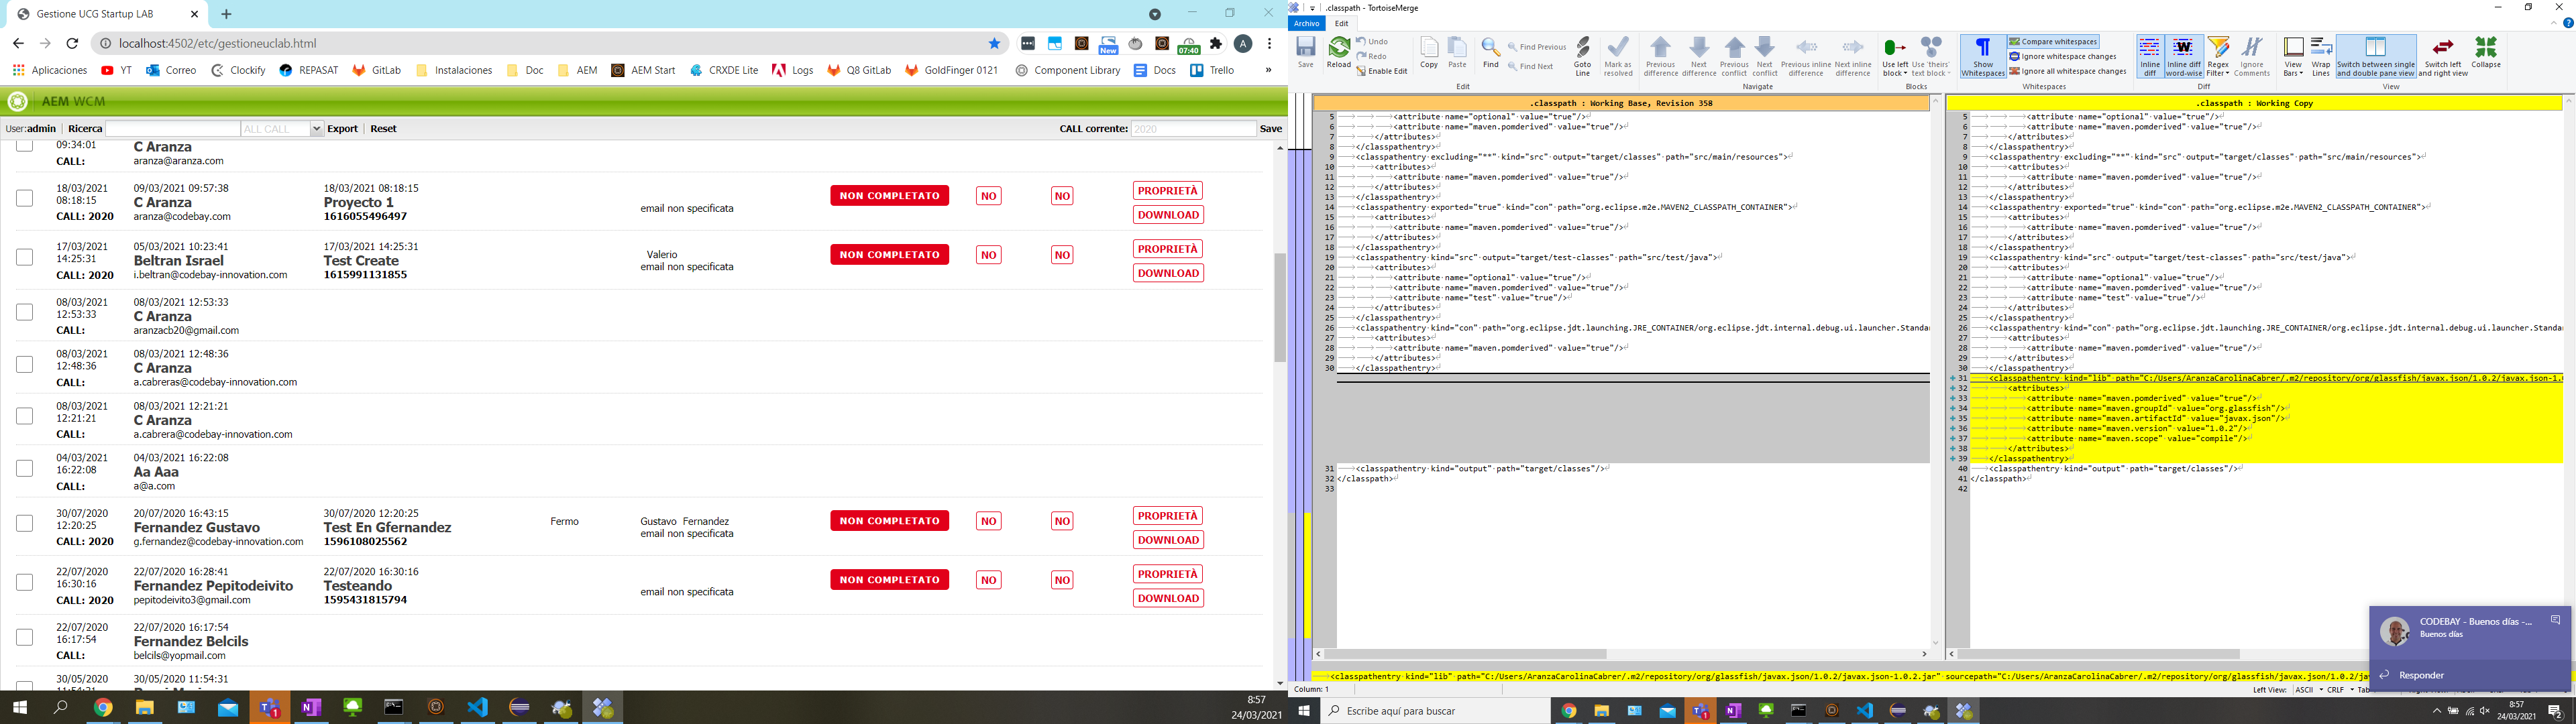 Gestione UCG Startup LAB
localhost:4502/etc/gestioneuclab.html
New
07:40
A
Aplicaciones YT Correo Clockify REPASAT GitLab Instalaciones Doc AEM AEM Start CRXDE Lite Logs Q8 GitLab GoldFinger 0121 Component Library Docs Trello »
AEM WCM
User:admin Ricerca ALL CALL Export Reset CALL corrente: 2020 Save
09:34:01 C Aranza
CALL: aranza@aranza.com
18/03/2021 09/03/2021 09:57:38 18/03/2021 08:18:15
08:18:15 C Aranza Proyecto 1
CALL: 2020 aranza@codebay.com 1616055496497
email non specificata
NON COMPLETATO NO NO PROPRIETÀ
DOWNLOAD
17/03/2021 05/03/2021 10:23:41 17/03/2021 14:25:31
14:25:31 Beltran Israel Test Create
CALL: 2020 i.beltran@codebay-innovation.com 1615991131855
Valerio
email non specificata
NON COMPLETATO NO NO PROPRIETÀ
DOWNLOAD
08/03/2021 08/03/2021 12:53:33
12:53:33 C Aranza
CALL: aranzacb20@gmail.com
08/03/2021 08/03/2021 12:48:36
12:48:36 C Aranza
CALL: a.cabreras@codebay-innovation.com
08/03/2021 08/03/2021 12:21:21
12:21:21 C Aranza
CALL: a.cabrera@codebay-innovation.com
04/03/2021 04/03/2021 16:22:08
16:22:08 Aa Aaa
CALL: a@a.com
30/07/2020 20/07/2020 16:43:15 30/07/2020 12:20:25
12:20:25 Fernandez Gustavo Test En Gfernandez
CALL: 2020 g.fernandez@codebay-innovation.com 1596108025562
Fermo Gustavo Fernandez
email non specificata
NON COMPLETATO NO NO PROPRIETÀ
DOWNLOAD
22/07/2020 22/07/2020 16:28:41 22/07/2020 16:30:16
16:30:16 Fernandez Pepitodeivito Testeando
CALL: 2020 pepitodeivito3@gmail.com 1595431815794
email non specificata
NON COMPLETATO NO NO PROPRIETÀ
DOWNLOAD
22/07/2020 22/07/2020 16:17:54
16:17:54 Fernandez Belcils
CALL: belcils@yopmail.com
30/05/2020 30/05/2020 11:54:31
8:57
24/03/2021
.classpath - TortoiseMerge
Archivo Edit
Save Reload Undo Redo Enable Edit Copy Paste Find Find Previous Find Next Goto Line Mark as resolved
Previous difference Next difference Previous conflict Next conflict Previous inline difference Next inline difference
Use left block Use 'theirs' text block Show Whitespaces Compare whitespaces Ignore whitespace changes Ignore all whitespace changes
Inline diff Inline diff word-wise Regex Filter Ignore Comments View Bars Wrap Lines Switch between single and double pane view Switch left and right view Collapse
Edit Navigate Blocks Whitespaces Diff View
.classpath : Working Base, Revision 358
5 <attribute name="optional" value="true"/>
6 <attribute name="maven.pomderived" value="true"/>
7 </attributes>
8 </classpathentry>
9 <classpathentry excluding="**" kind="src" output="target/classes" path="src/main/resources">
10 <attributes>
11 <attribute name="maven.pomderived" value="true"/>
12 </attributes>
13 </classpathentry>
14 <classpathentry exported="true" kind="con" path="org.eclipse.m2e.MAVEN2_CLASSPATH_CONTAINER">
15 <attributes>
16 <attribute name="maven.pomderived" value="true"/>
17 </attributes>
18 </classpathentry>
19 <classpathentry kind="src" output="target/test-classes" path="src/test/java">
20 <attributes>
21 <attribute name="optional" value="true"/>
22 <attribute name="maven.pomderived" value="true"/>
23 <attribute name="test" value="true"/>
24 </attributes>
25 </classpathentry>
26 <classpathentry kind="con" path="org.eclipse.jdt.launching.JRE_CONTAINER/org.eclipse.jdt.internal.debug.ui.launcher.Standar
27 <attributes>
28 <attribute name="maven.pomderived" value="true"/>
29 </attributes>
30 </classpathentry>
31 <classpathentry kind="output" path="target/classes"/>
32 </classpath>
33
.classpath : Working Copy
5 <attribute name="optional" value="true"/>
6 <attribute name="maven.pomderived" value="true"/>
7 </attributes>
8 </classpathentry>
9 <classpathentry excluding="**" kind="src" output="target/classes" path="src/main/resources">
10 <attributes>
11 <attribute name="maven.pomderived" value="true"/>
12 </attributes>
13 </classpathentry>
14 <classpathentry exported="true" kind="con" path="org.eclipse.m2e.MAVEN2_CLASSPATH_CONTAINER">
15 <attributes>
16 <attribute name="maven.pomderived" value="true"/>
17 </attributes>
18 </classpathentry>
19 <classpathentry kind="src" output="target/test-classes" path="src/test/java">
20 <attributes>
21 <attribute name="optional" value="true"/>
22 <attribute name="maven.pomderived" value="true"/>
23 <attribute name="test" value="true"/>
24 </attributes>
25 </classpathentry>
26 <classpathentry kind="con" path="org.eclipse.jdt.launching.JRE_CONTAINER/org.eclipse.jdt.internal.debug.ui.launcher.Standa
27 <attributes>
28 <attribute name="maven.pomderived" value="true"/>
29 </attributes>
30 </classpathentry>
31 <classpathentry kind="lib" path="C:/Users/AranzaCarolinaCabrer/.m2/repository/org/glassfish/javax.json/1.0.2/javax.json-1.0
32 <attributes>
33 <attribute name="maven.pomderived" value="true"/>
34 <attribute name="maven.groupId" value="org.glassfish"/>
35 <attribute name="maven.artifactId" value="javax.json"/>
36 <attribute name="maven.version" value="1.0.2"/>
37 <attribute name="maven.scope" value="compile"/>
38 </attributes>
39 </classpathentry>
40 <classpathentry kind="output" path="target/classes"/>
41 </classpath>
42
<classpathentry kind="lib" path="C:/Users/AranzaCarolinaCabrer/.m2/repository/org/glassfish/javax.json/1.0.2/javax.json-1.0.2.jar" sourcepath="C:/Users/AranzaCarolinaCabrer/.m2/repository/org/glassfish/javax.json/1.0.2/jav
Column: 1
Left View: ASCII CRLF Tab
CODEBAY - Buenos días -...
Buenos días
Responder
Escribe aquí para buscar
8:57
24/03/2021